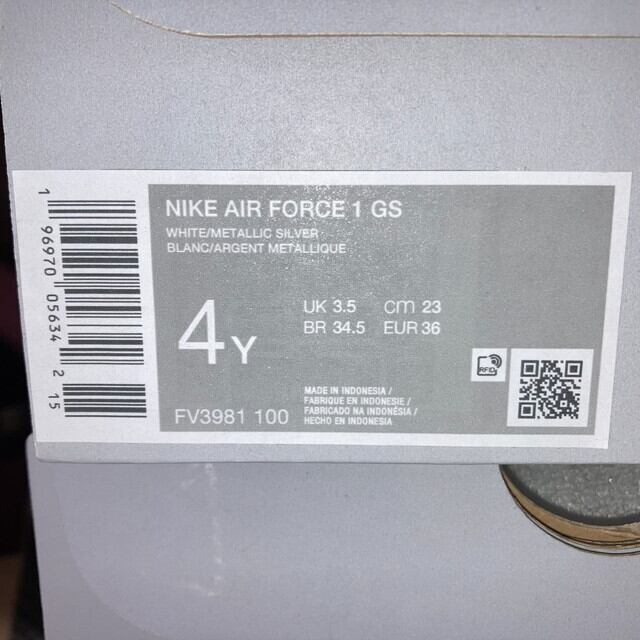 NIKE AIR FORCE 1 GS
WHITE/METALLIC SILVER
BLANC/ARGENT METALLIQUE
4Y
UK 3.5 cm 23
BR 34.5 EUR 36
MADE IN INDONESIA /
FABRIQUE EN INDONESIE /
FABRICADO NA INDONÉSIA /
HECHO EN INDONESIA
FV3981 100
RFID
1 96970 05634 2 15